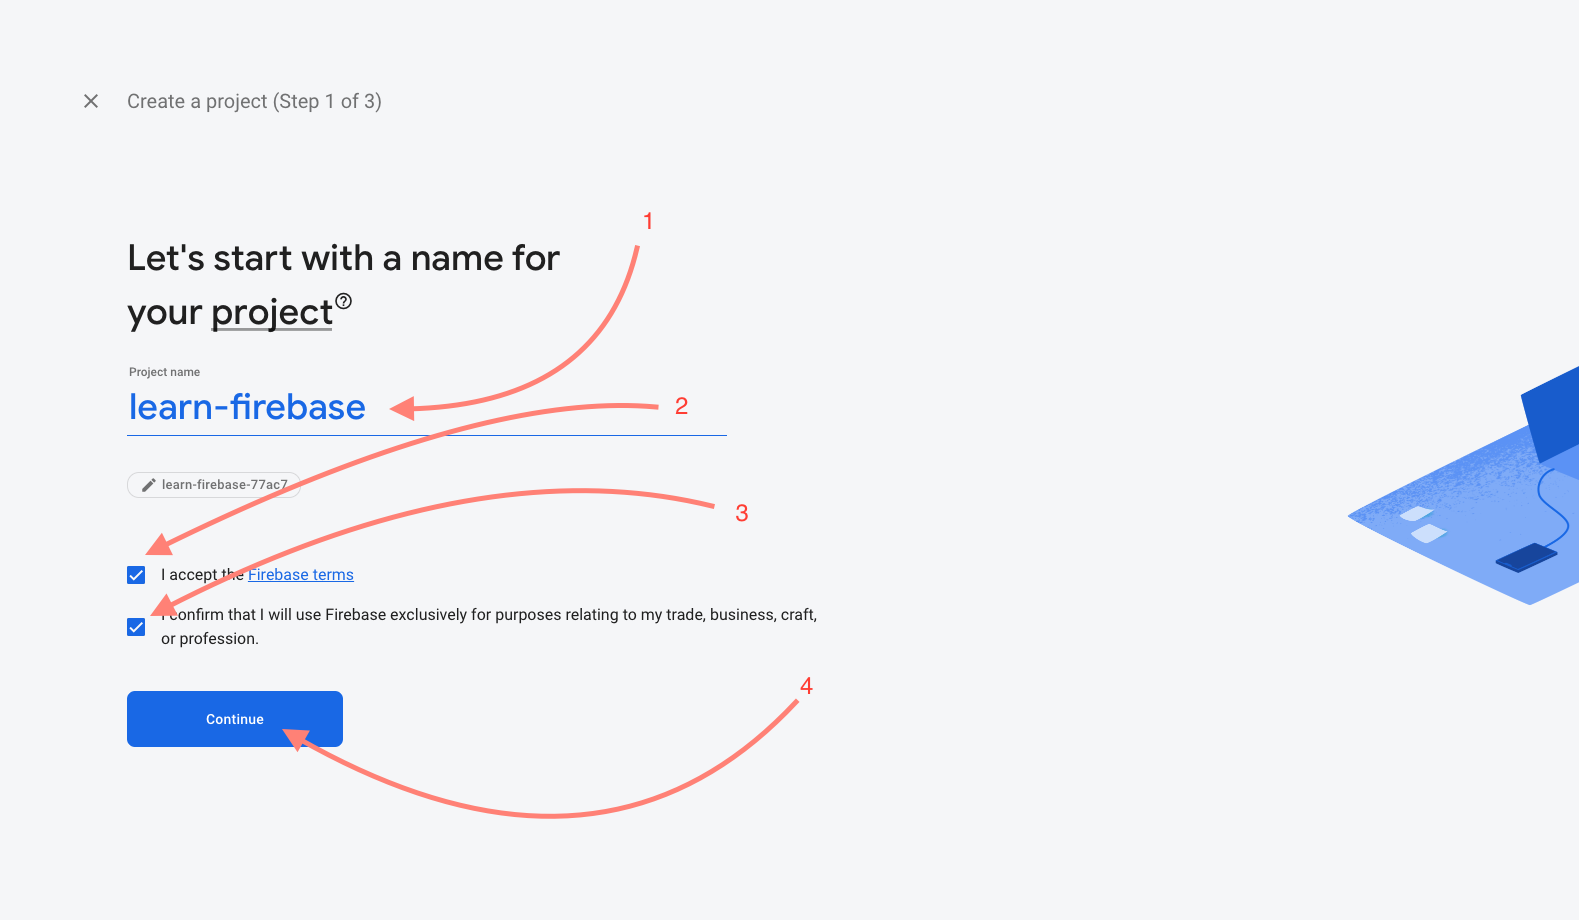 Create a project (Step 1 of 3)
1
Let's start with a name for
your project
Project name
learn-firebase
2
learn-firebase-77ac7
3
I accept the Firebase terms
I confirm that I will use Firebase exclusively for purposes relating to my trade, business, craft,
or profession.
4
Continue